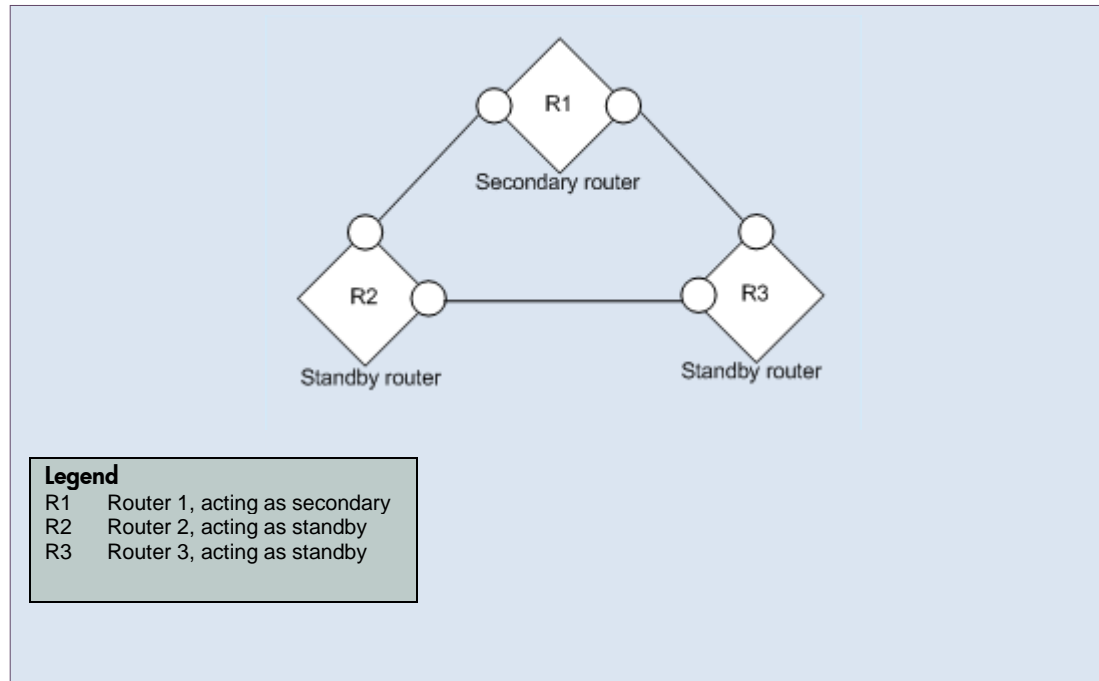 R1
Secondary router
R2
R3
Standby router
Standby router
Legend
R1 Router 1, acting as secondary
R2 Router 2, acting as standby
R3 Router 3, acting as standby